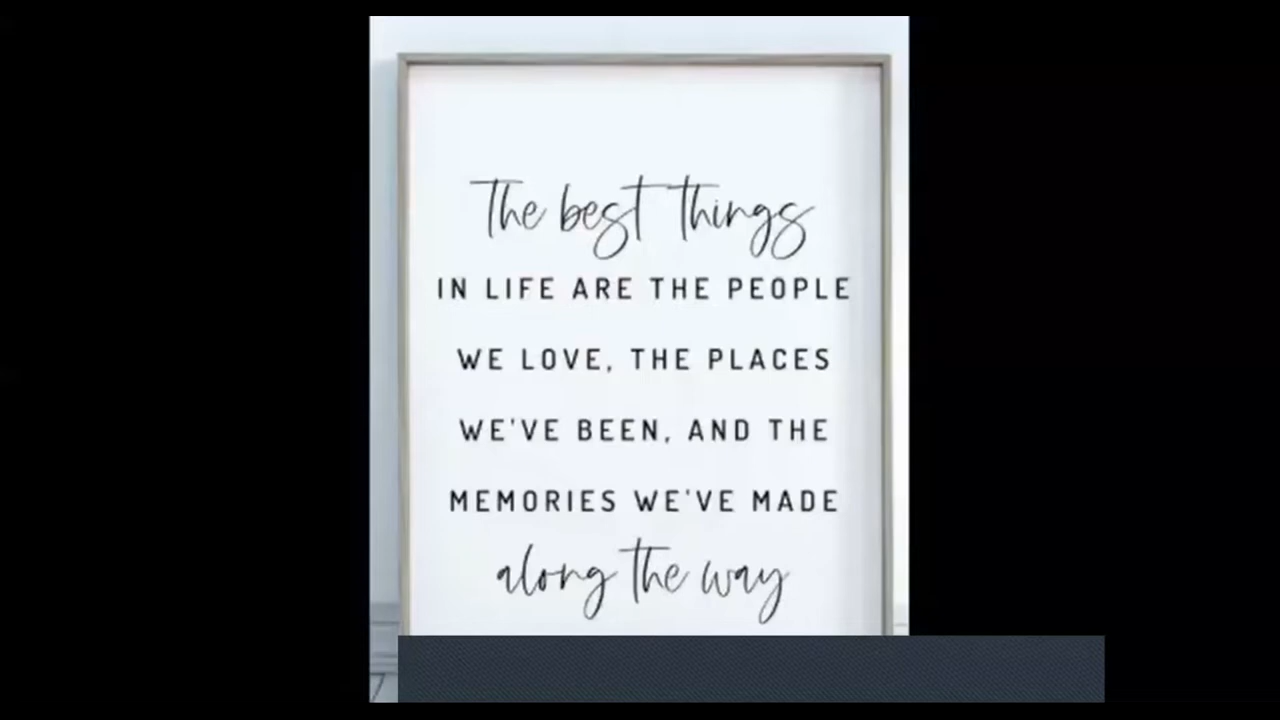 The best things
IN LIFE ARE THE PEOPLE
WE LOVE, THE PLACES
WE'VE BEEN, AND THE
MEMORIES WE'VE MADE
along the way